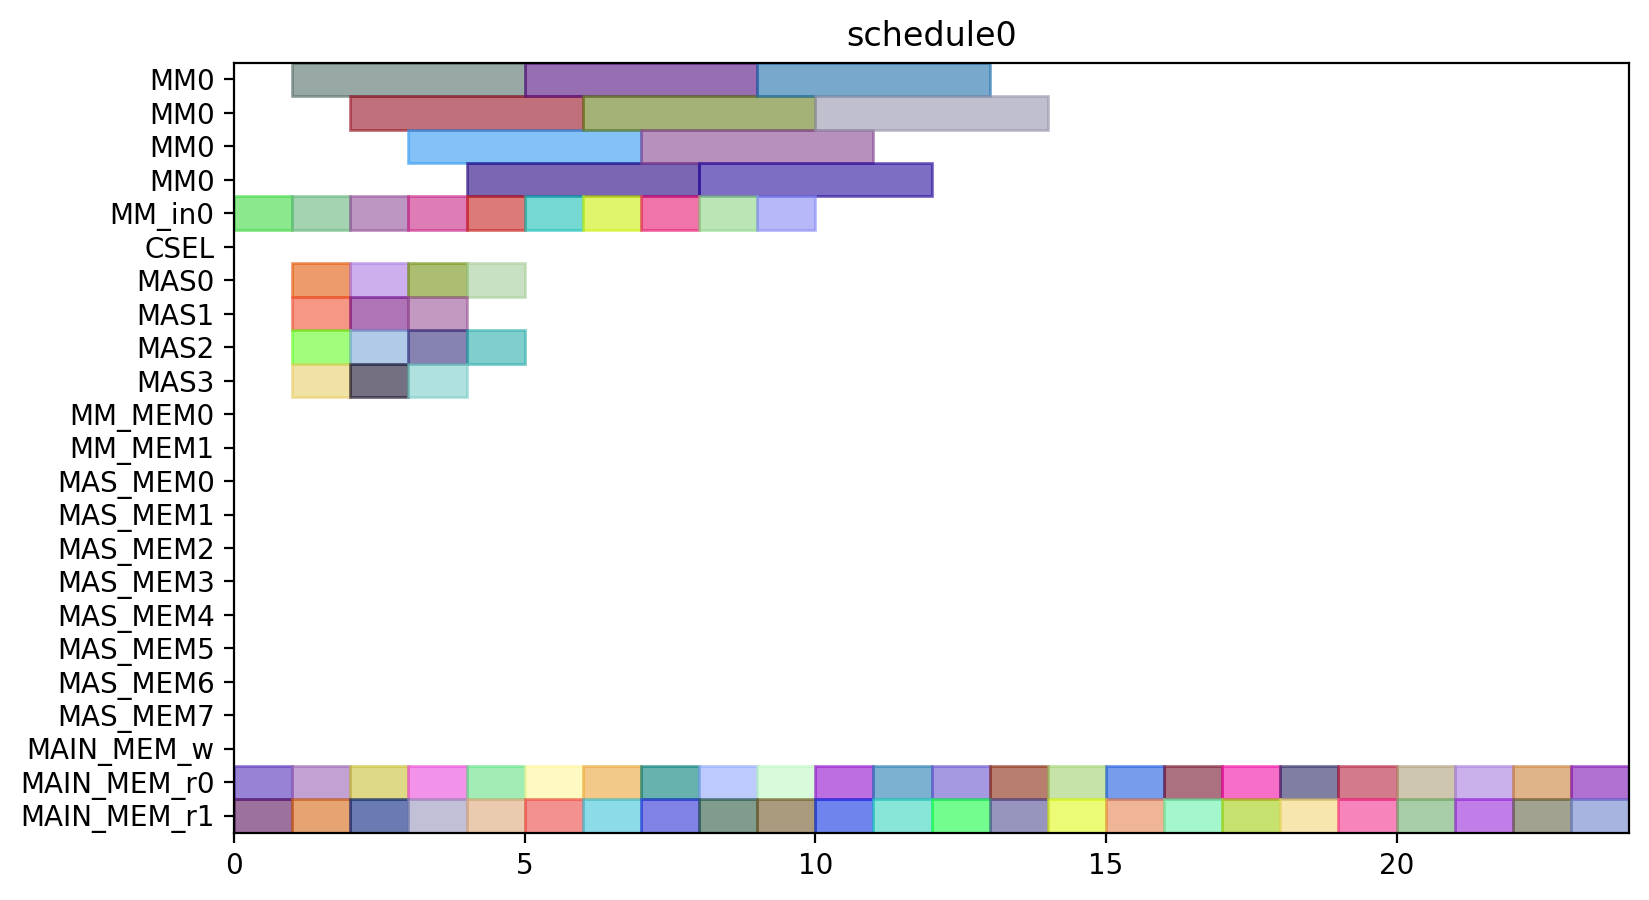 schedule0
MM0
MM0
MM0
MM0
MM_in0
CSEL
MAS0
MAS1
MAS2
MAS3
MM_MEM0
MM_MEM1
MAS_MEM0
MAS_MEM1
MAS_MEM2
MAS_MEM3
MAS_MEM4
MAS_MEM5
MAS_MEM6
MAS_MEM7
MAIN_MEM_w
MAIN_MEM_r0
MAIN_MEM_r1
0 5 10 15 20